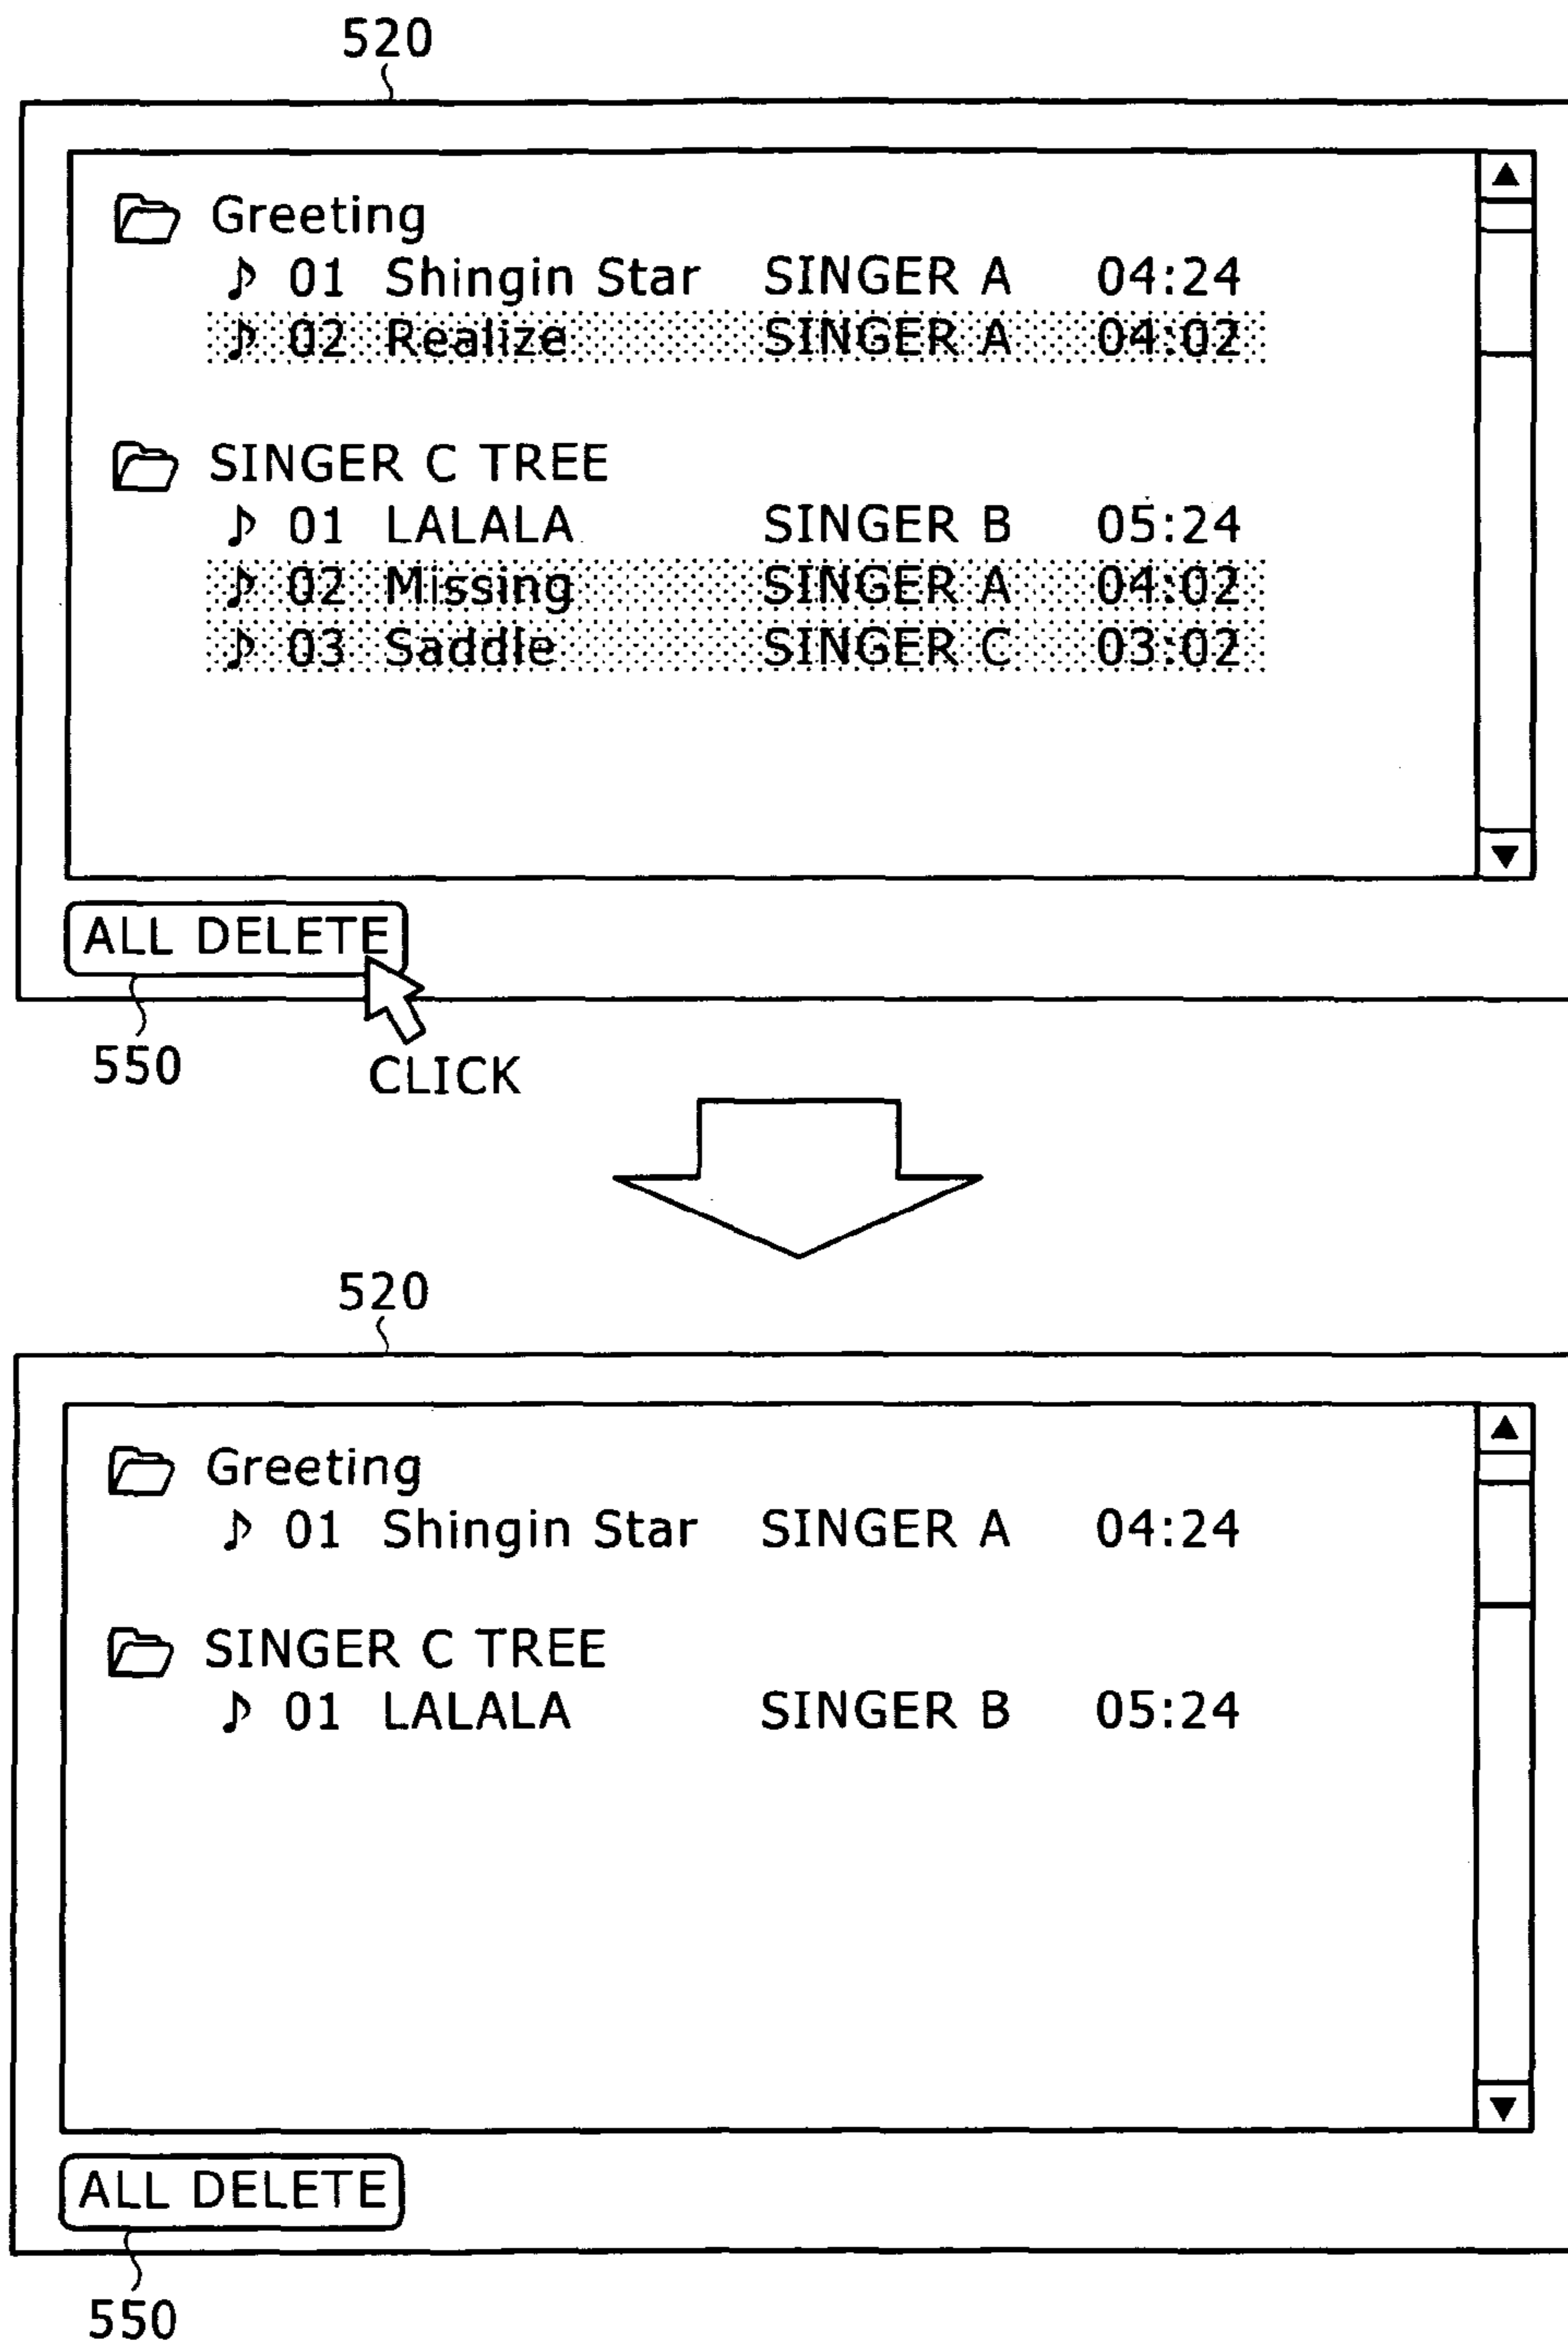 520
Greeting
♪ 01 Shingin Star SINGER A 04:24
♪ 02 Realize SINGER A 04:02
SINGER C TREE
♪ 01 LALALA SINGER B 05:24
♪ 02 Missing SINGER A 04:02
♪ 03 Saddle SINGER C 03:02
ALL DELETE
550
CLICK
520
Greeting
♪ 01 Shingin Star SINGER A 04:24
SINGER C TREE
♪ 01 LALALA SINGER B 05:24
ALL DELETE
550